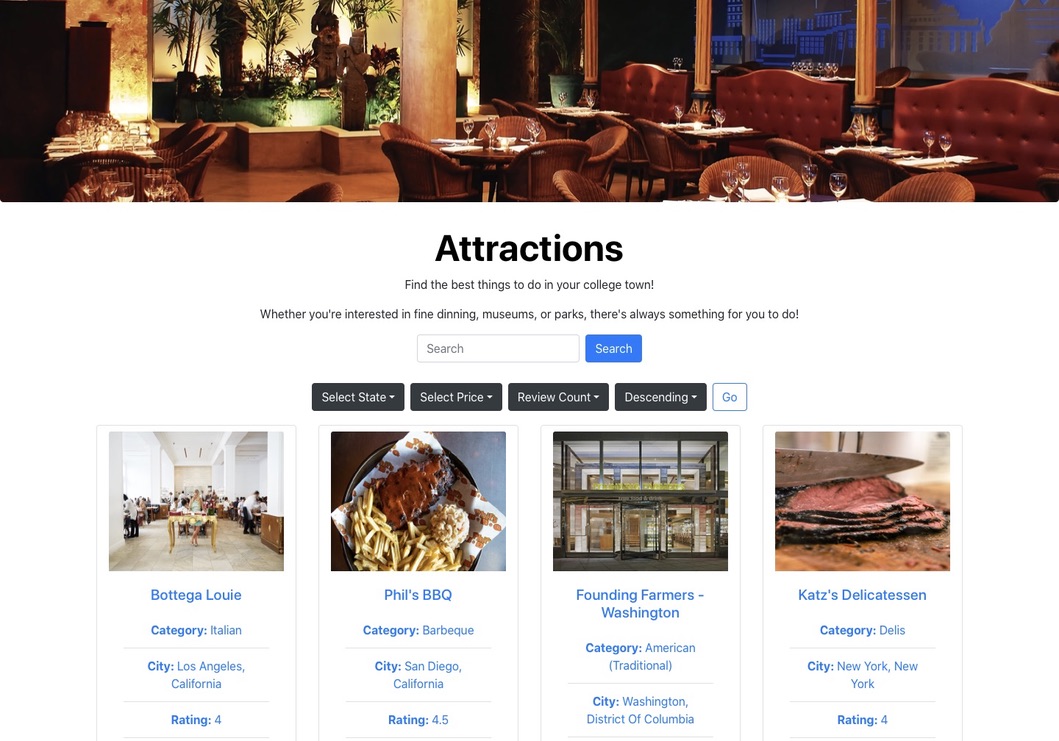 Attractions
Find the best things to do in your college town!
Whether you're interested in fine dinning, museums, or parks, there's always something for you to do!
Search Search
Select State Select Price Review Count Descending Go
Bottega Louie
Category: Italian
City: Los Angeles,
California
Rating: 4
Phil's BBQ
Category: Barbeque
City: San Diego,
California
Rating: 4.5
Founding Farmers -
Washington
Category: American
(Traditional)
City: Washington,
District Of Columbia
Katz's Delicatessen
Category: Delis
City: New York, New
York
Rating: 4